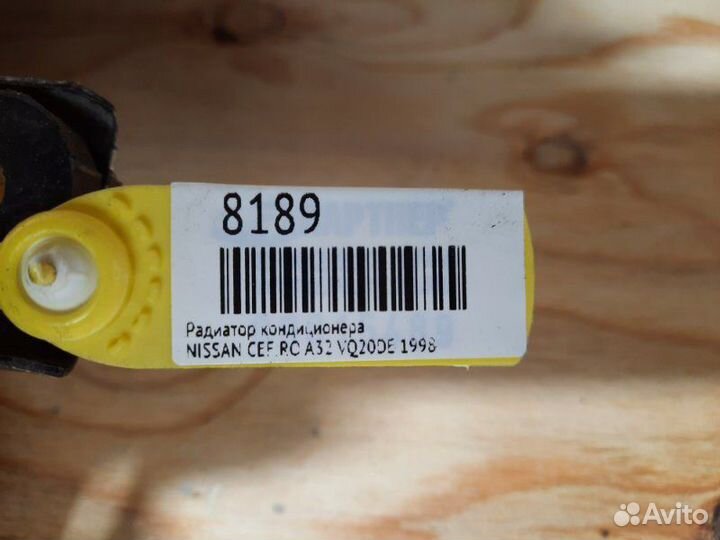 8189
Радиатор кондиционера
NISSAN CEFIRO A32 VQ20DE 1998
Avito